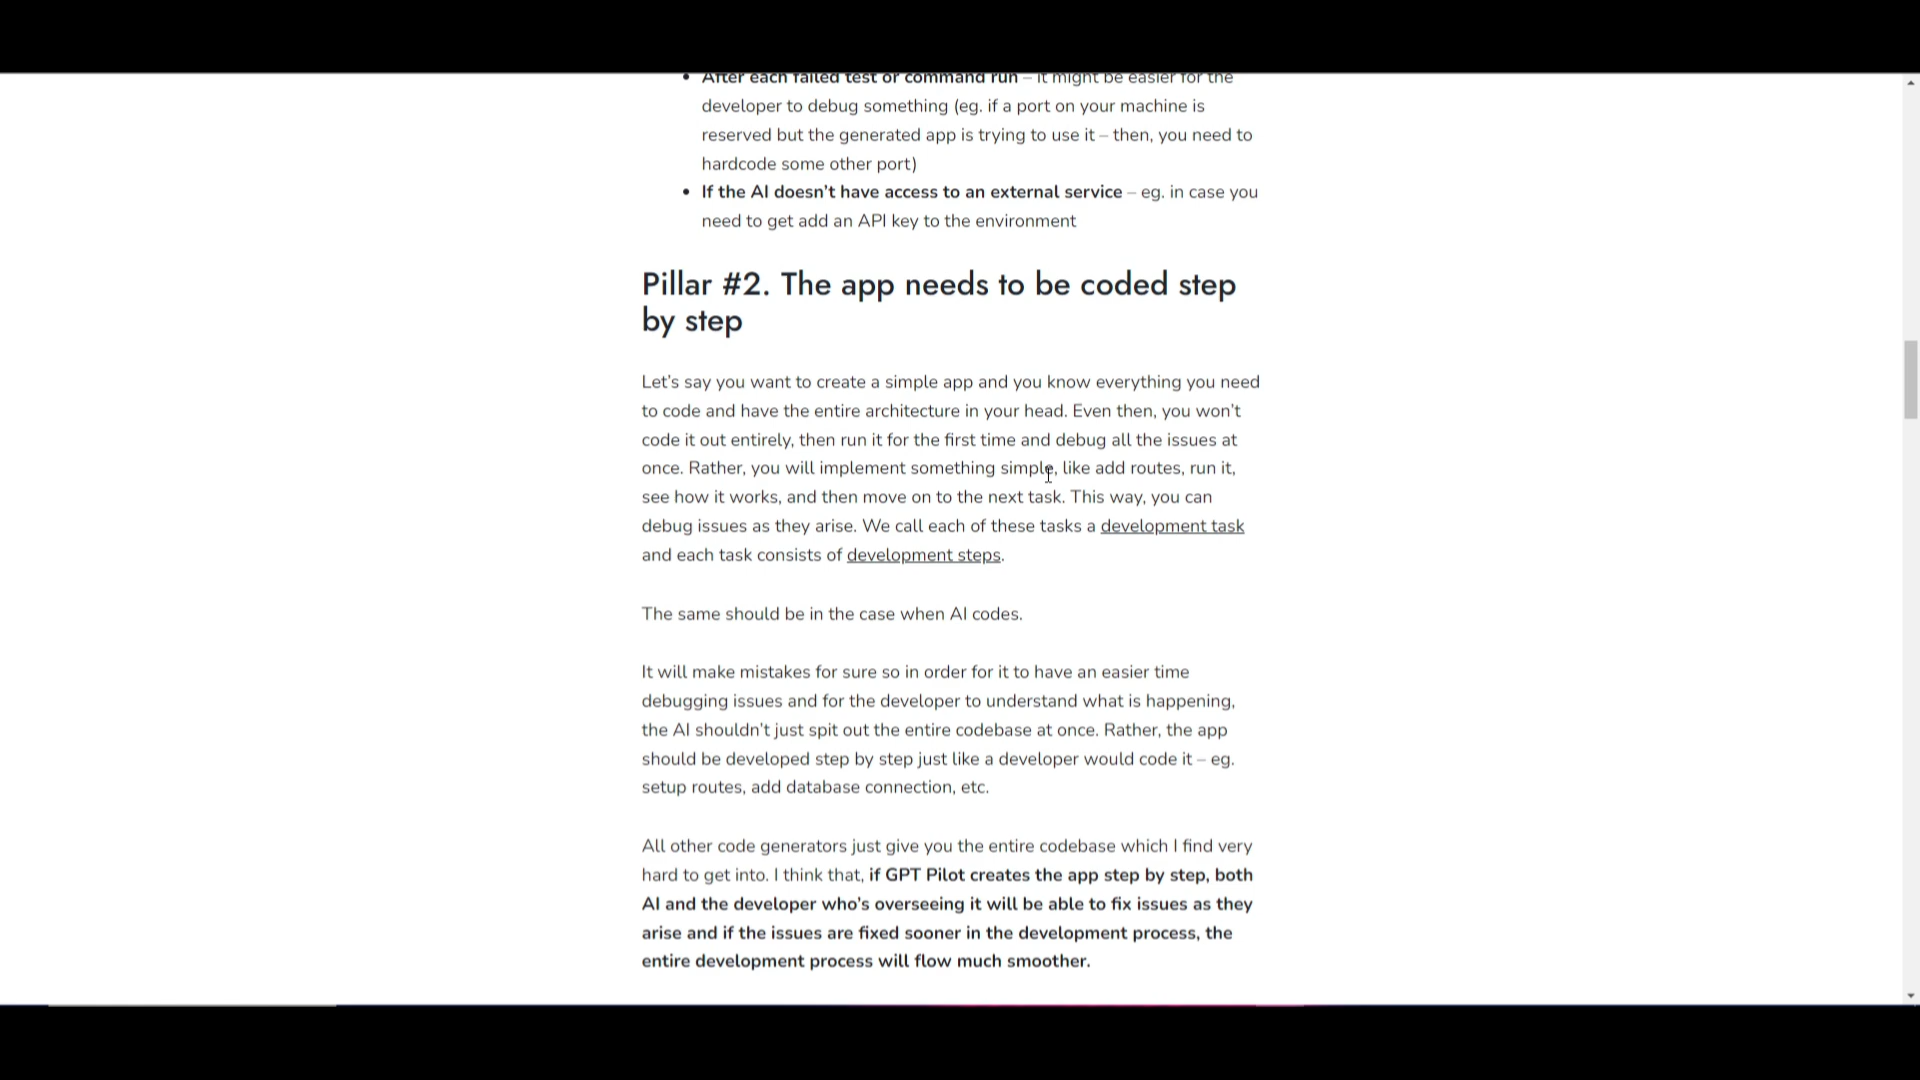 • After each failed test or command run – it might be easier for the
developer to debug something (eg. if a port on your machine is
reserved but the generated app is trying to use it – then, you need to
hardcode some other port)
• If the AI doesn't have access to an external service – eg. in case you
need to get add an API key to the environment
Pillar #2. The app needs to be coded step
by step
Let's say you want to create a simple app and you know everything you need
to code and have the entire architecture in your head. Even then, you won't
code it out entirely, then run it for the first time and debug all the issues at
once. Rather, you will implement something simple, like add routes, run it,
see how it works, and then move on to the next task. This way, you can
debug issues as they arise. We call each of these tasks a development task
and each task consists of development steps.
The same should be in the case when AI codes.
It will make mistakes for sure so in order for it to have an easier time
debugging issues and for the developer to understand what is happening,
the AI shouldn't just spit out the entire codebase at once. Rather, the app
should be developed step by step just like a developer would code it – eg.
setup routes, add database connection, etc.
All other code generators just give you the entire codebase which I find very
hard to get into. I think that, if GPT Pilot creates the app step by step, both
AI and the developer who's overseeing it will be able to fix issues as they
arise and if the issues are fixed sooner in the development process, the
entire development process will flow much smoother.